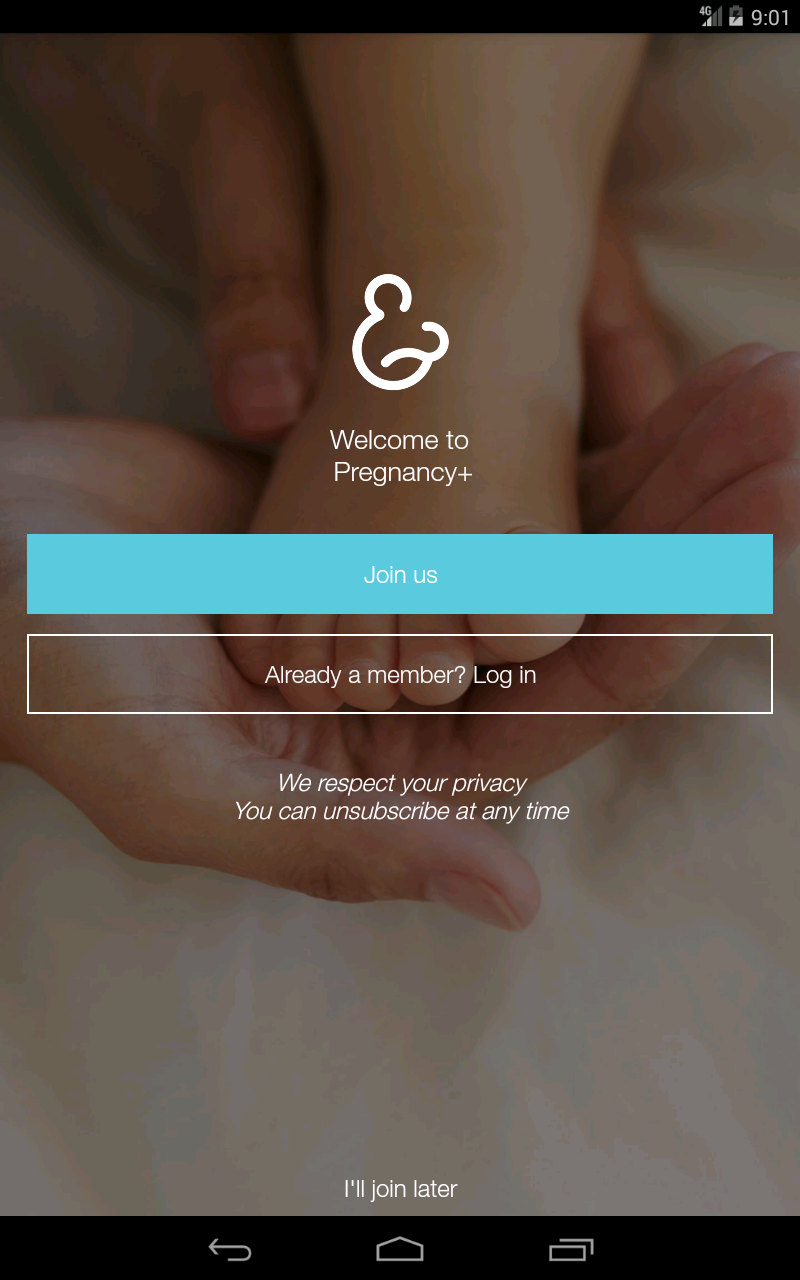 4G 9:01
Welcome to
Pregnancy+
Join us
Already a member? Log in
We respect your privacy
You can unsubscribe at any time
I'll join later